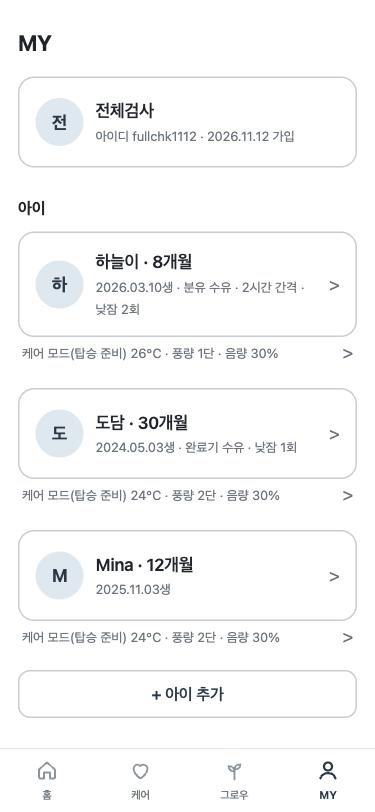 MY
전
전체검사
아이디 fullchk1112 · 2026.11.12 가입
아이
하
하늘이 · 8개월
2026.03.10생 · 분유 수유 · 2시간 간격 ·
낮잠 2회
>
케어 모드(탑승 준비) 26°C · 풍량 1단 · 음량 30%
>
도
도담 · 30개월
2024.05.03생 · 완료기 수유 · 낮잠 1회
>
케어 모드(탑승 준비) 24°C · 풍량 2단 · 음량 30%
>
M
Mina · 12개월
2025.11.03생
>
케어 모드(탑승 준비) 24°C · 풍량 2단 · 음량 30%
>
+ 아이 추가
홈
케어
그로우
MY